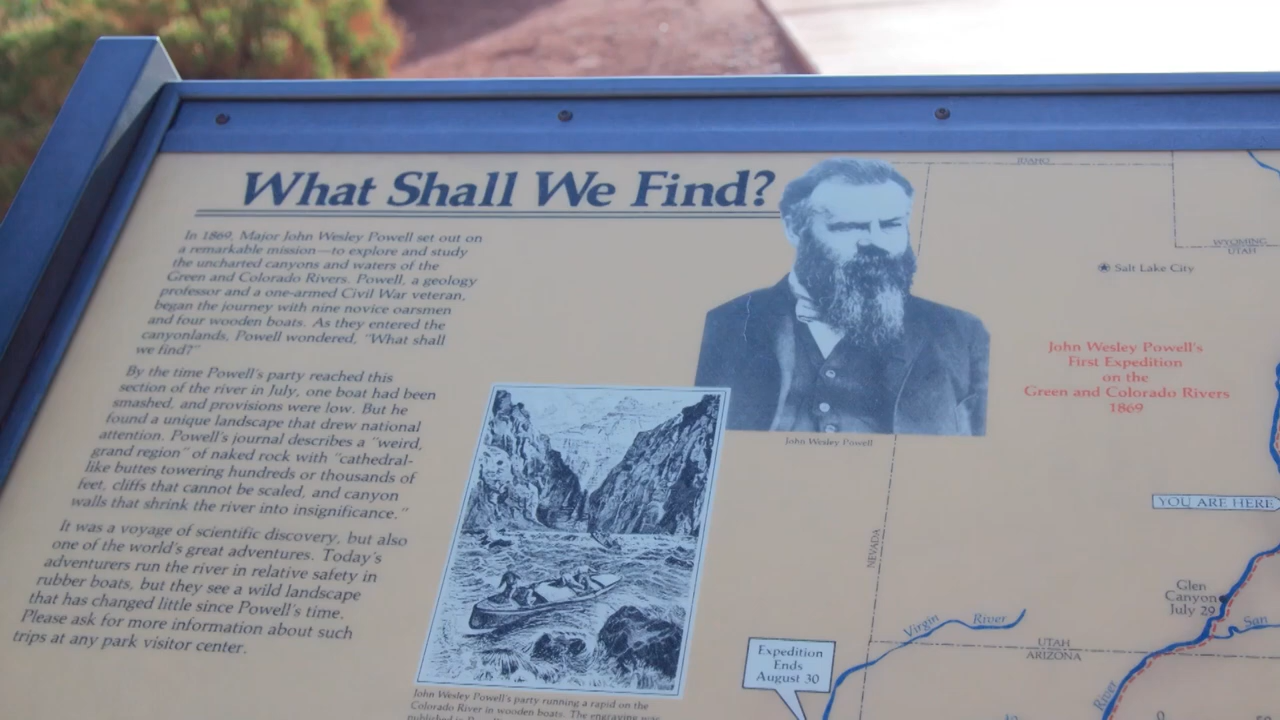 What Shall We Find?
In 1869, Major John Wesley Powell set out on
a remarkable mission—to explore and study
the uncharted canyons and waters of the
Green and Colorado Rivers. Powell, a geology
professor and a one-armed Civil War veteran,
began the journey with nine novice oarsmen
and four wooden boats. As they entered the
canyonlands, Powell wondered, "What shall
we find?"
By the time Powell's party reached this
section of the river in July, one boat had been
smashed, and provisions were low. But he
found a unique landscape that drew national
attention. Powell's journal describes a "weird,
grand region" of naked rock with "cathedral-
like buttes towering hundreds or thousands of
feet, cliffs that cannot be scaled, and canyon
walls that shrink the river into insignificance."
It was a voyage of scientific discovery, but also
one of the world's great adventures. Today's
adventurers run the river in relative safety in
rubber boats, but they see a wild landscape
that has changed little since Powell's time.
Please ask for more information about such
trips at any park visitor center.
John Wesley Powell
John Wesley Powell's party running a rapid on the
Colorado River in wooden boats. The engraving was
published in
IDAHO
WYOMING
UTAH
Salt Lake City
John Wesley Powell's
First Expedition
on the
Green and Colorado Rivers
1869
YOU ARE HERE
NEVADA
Glen
Canyon
July 29
San
Virgin River
UTAH
ARIZONA
Expedition
Ends
August 30
River
0